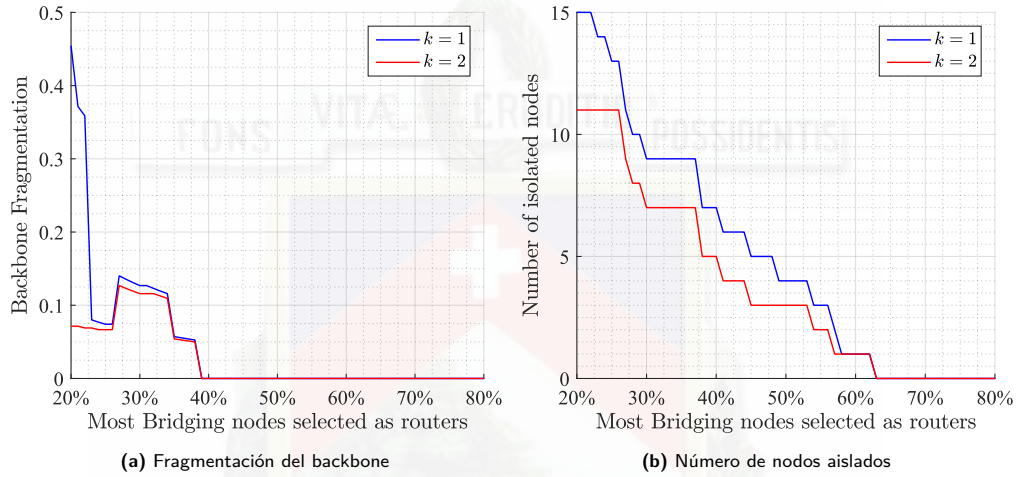 0.5
0.4
0.3
0.2
0.1
0
Backbone Fragmentation
k = 1
k = 2
20% 30% 40% 50% 60% 70% 80%
Most Bridging nodes selected as routers
(a) Fragmentación del backbone
15
10
5
0
Number of isolated nodes
k = 1
k = 2
20% 30% 40% 50% 60% 70% 80%
Most Bridging nodes selected as routers
(b) Número de nodos aislados
DNS
VITÆ,
POSSIDENTIS